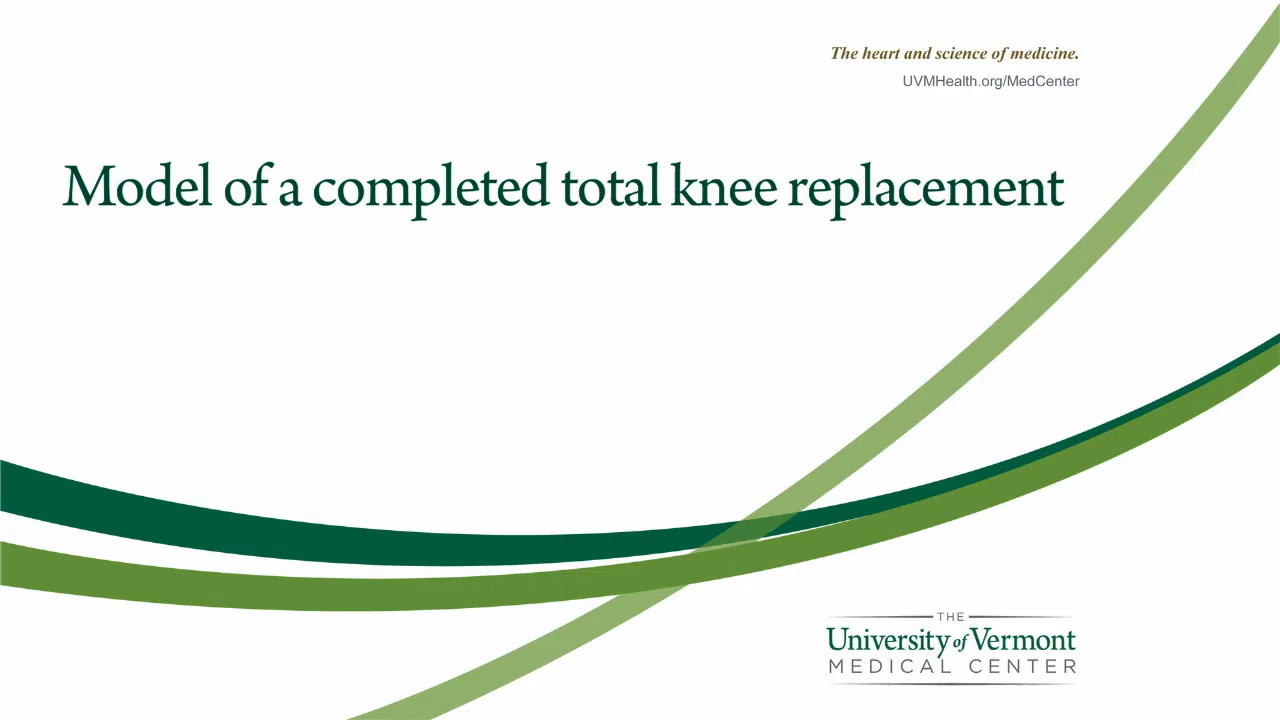 The heart and science of medicine.
UVMHealth.org/MedCenter
Model of a completed total knee replacement
THE
University of Vermont
MEDICAL CENTER